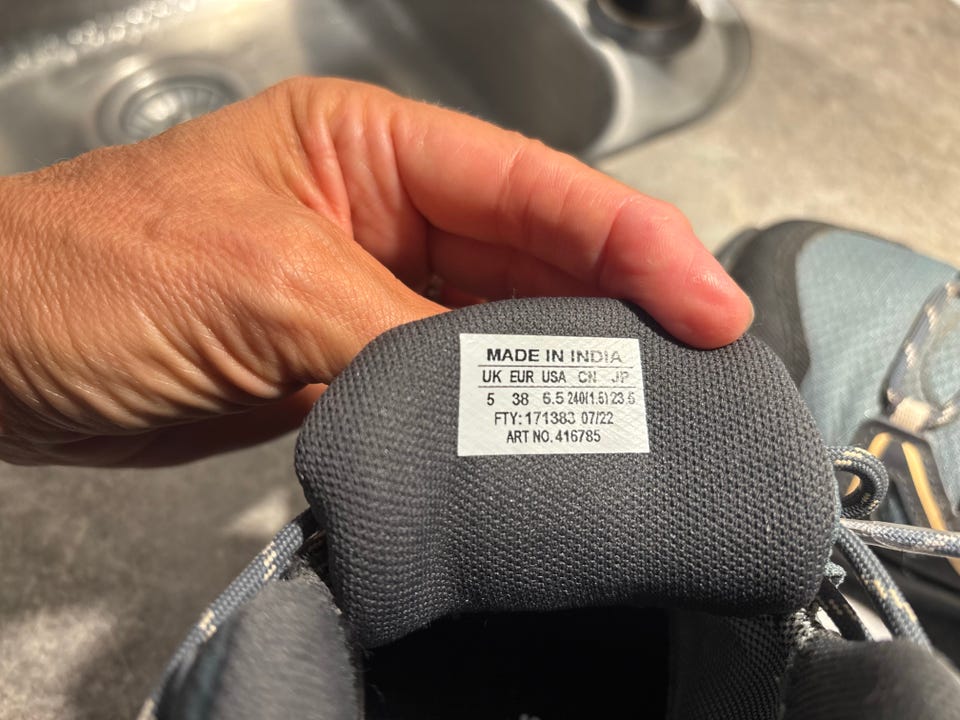 MADE IN INDIA
UK EUR USA CN JP
5 38 6.5 240(1.5) 23.5
FTY: 171383 07/22
ART NO. 416785